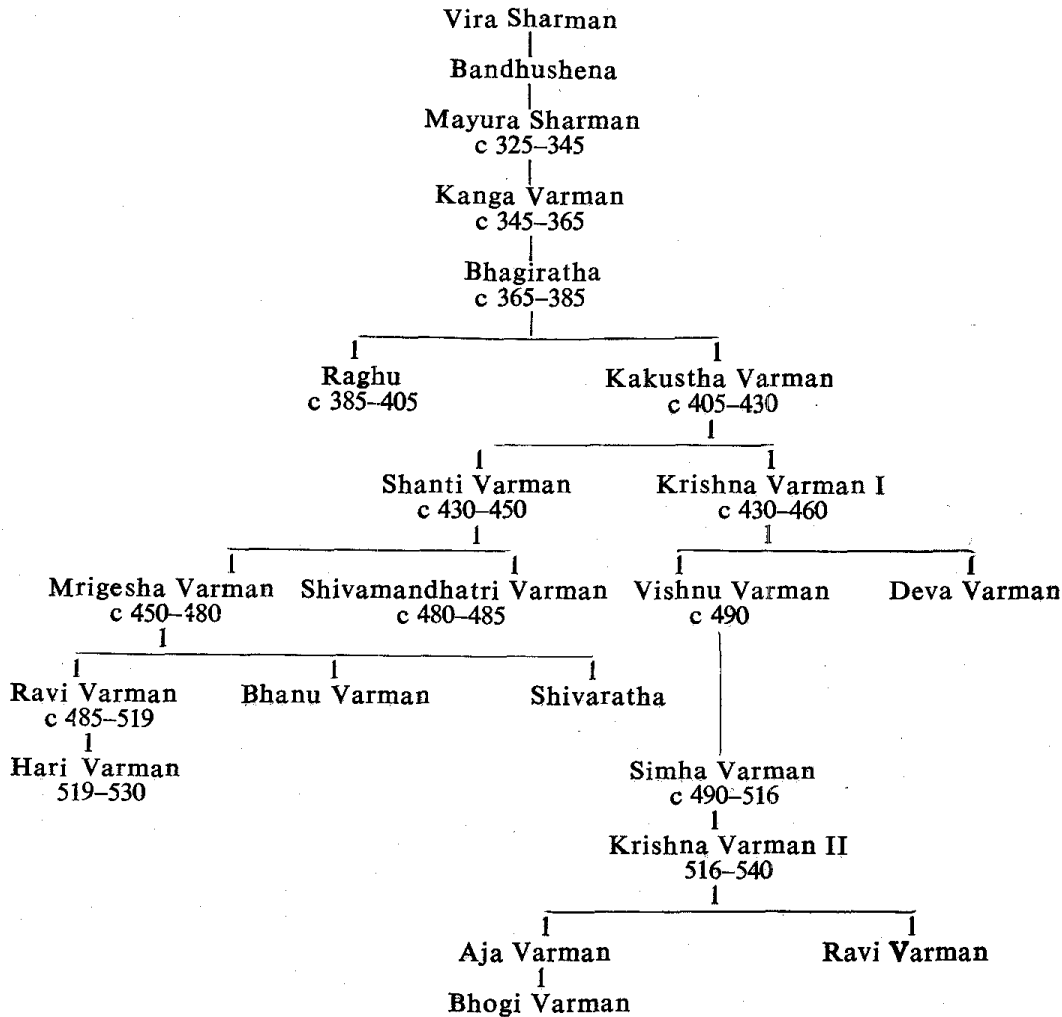 Vira Sharman
Bandhushena
Mayura Sharman
c 325–345
Kanga Varman
c 345–365
Bhagiratha
c 365–385
Raghu Kakustha Varman
c 385–405 c 405–430
Shanti Varman Krishna Varman I
c 430–450 c 430–460
Mrigesha Varman Shivamandhatri Varman Vishnu Varman Deva Varman
c 450–480 c 480–485 c 490
Ravi Varman Bhanu Varman Shivaratha
c 485–519
Hari Varman Simha Varman
519–530 c 490–516
Krishna Varman II
516–540
Aja Varman Ravi Varman
Bhogi Varman